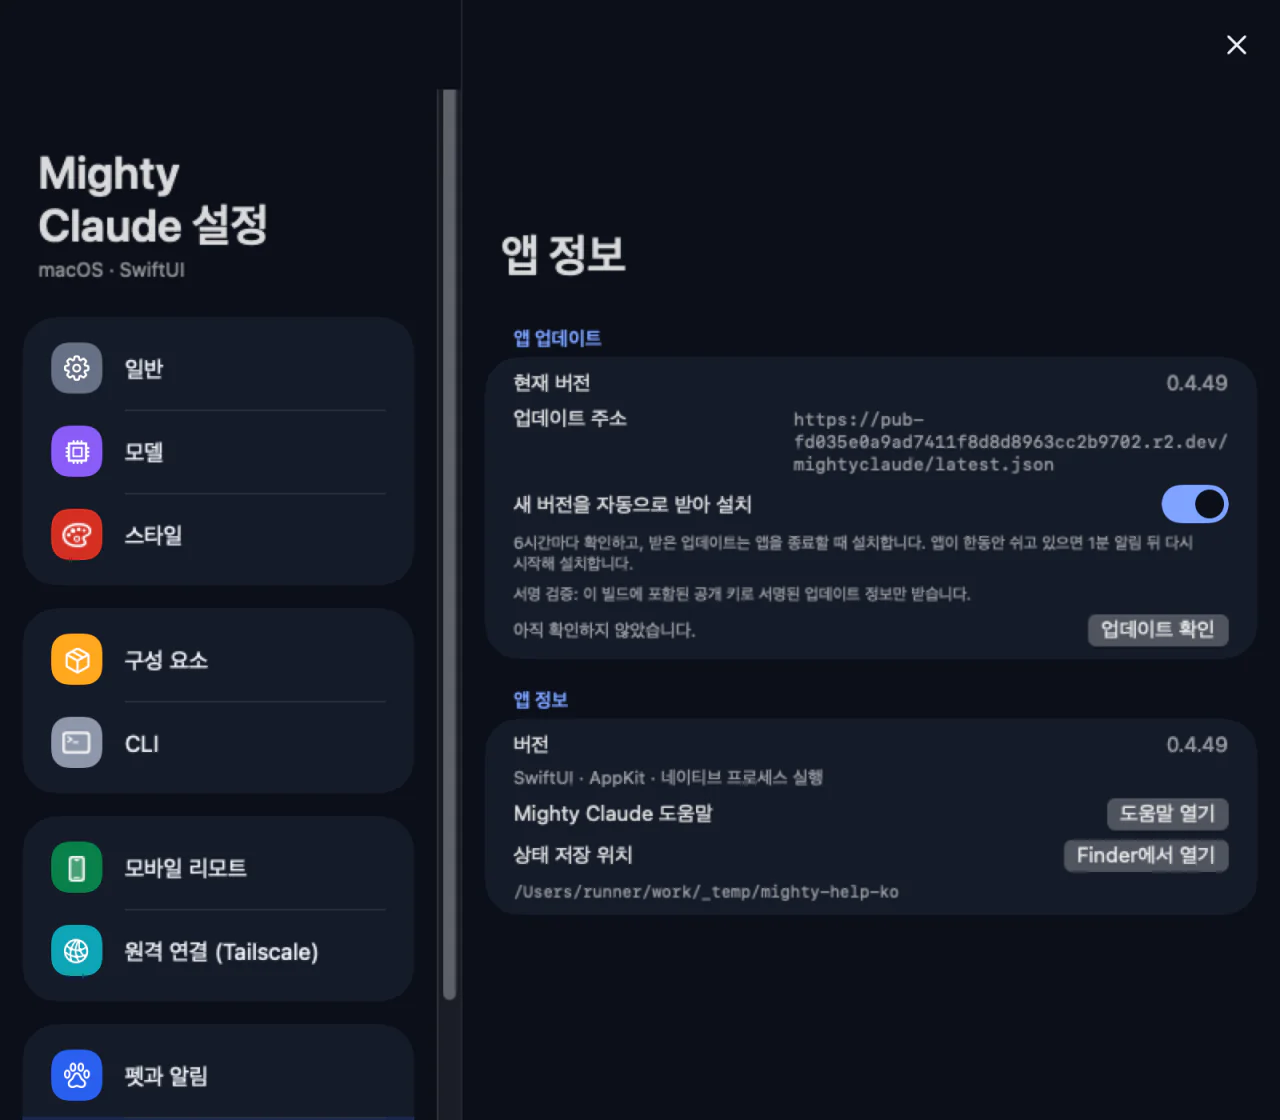 Mighty
Claude 설정
macOS · SwiftUI
일반
모델
스타일
구성 요소
CLI
모바일 리모트
원격 연결 (Tailscale)
펫과 알림
앱 정보
앱 업데이트
현재 버전 0.4.49
업데이트 주소 https://pub-
fd035e0a9ad7411f8d8d8963cc2b9702.r2.dev/
mightyclaude/latest.json
새 버전을 자동으로 받아 설치
6시간마다 확인하고, 받은 업데이트는 앱을 종료할 때 설치합니다. 앱이 한동안 쉬고 있으면 1분 알림 뒤 다시
시작해 설치합니다.
서명 검증: 이 빌드에 포함된 공개 키로 서명된 업데이트 정보만 받습니다.
아직 확인하지 않았습니다. 업데이트 확인
앱 정보
버전 0.4.49
SwiftUI · AppKit · 네이티브 프로세스 실행
Mighty Claude 도움말 도움말 열기
상태 저장 위치 Finder에서 열기
/Users/runner/work/_temp/mighty-help-ko